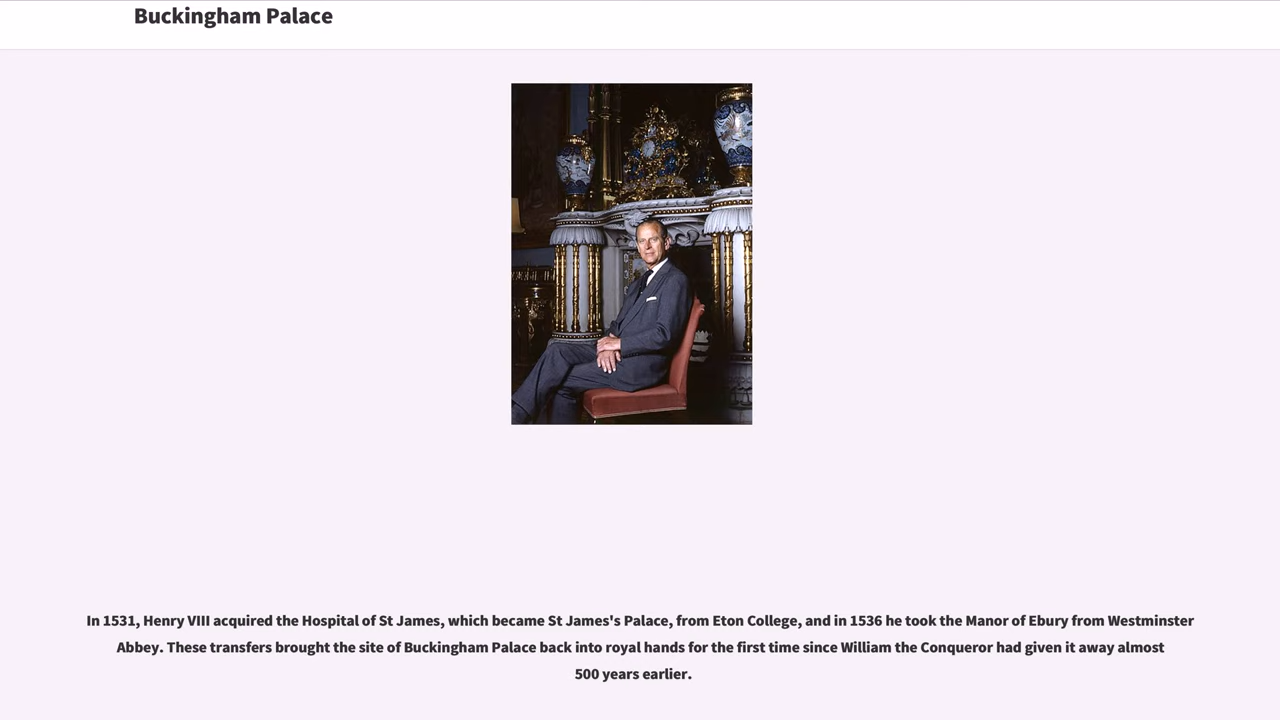 Buckingham Palace
In 1531, Henry VIII acquired the Hospital of St James, which became St James's Palace, from Eton College, and in 1536 he took the Manor of Ebury from Westminster
Abbey. These transfers brought the site of Buckingham Palace back into royal hands for the first time since William the Conqueror had given it away almost
500 years earlier.